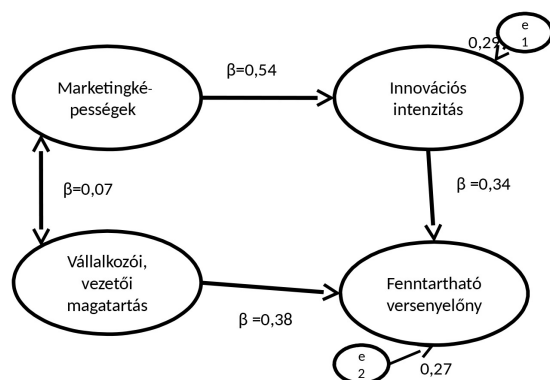 e
1
0,29
Marketingké-
pességek
β=0,54
Innovációs
intenzitás
β=0,07
β =0,34
Vállalkozói,
vezetői
magatartás
β =0,38
Fenntartható
versenyelőny
e
2
0,27